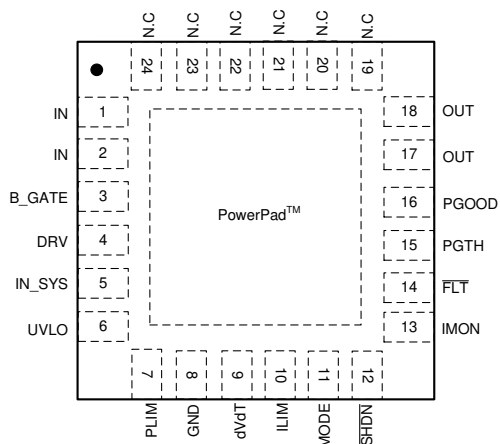 N.C N.C N.C N.C N.C N.C
24 23 22 21 20 19
IN 1
IN 2
B_GATE 3
DRV 4
IN_SYS 5
UVLO 6
PowerPad™
18 OUT
17 OUT
16 PGOOD
15 PGTH
14 FLT
13 IMON
7 8 9 10 11 12
PLIM GND dVdT ILIM MODE SHDN